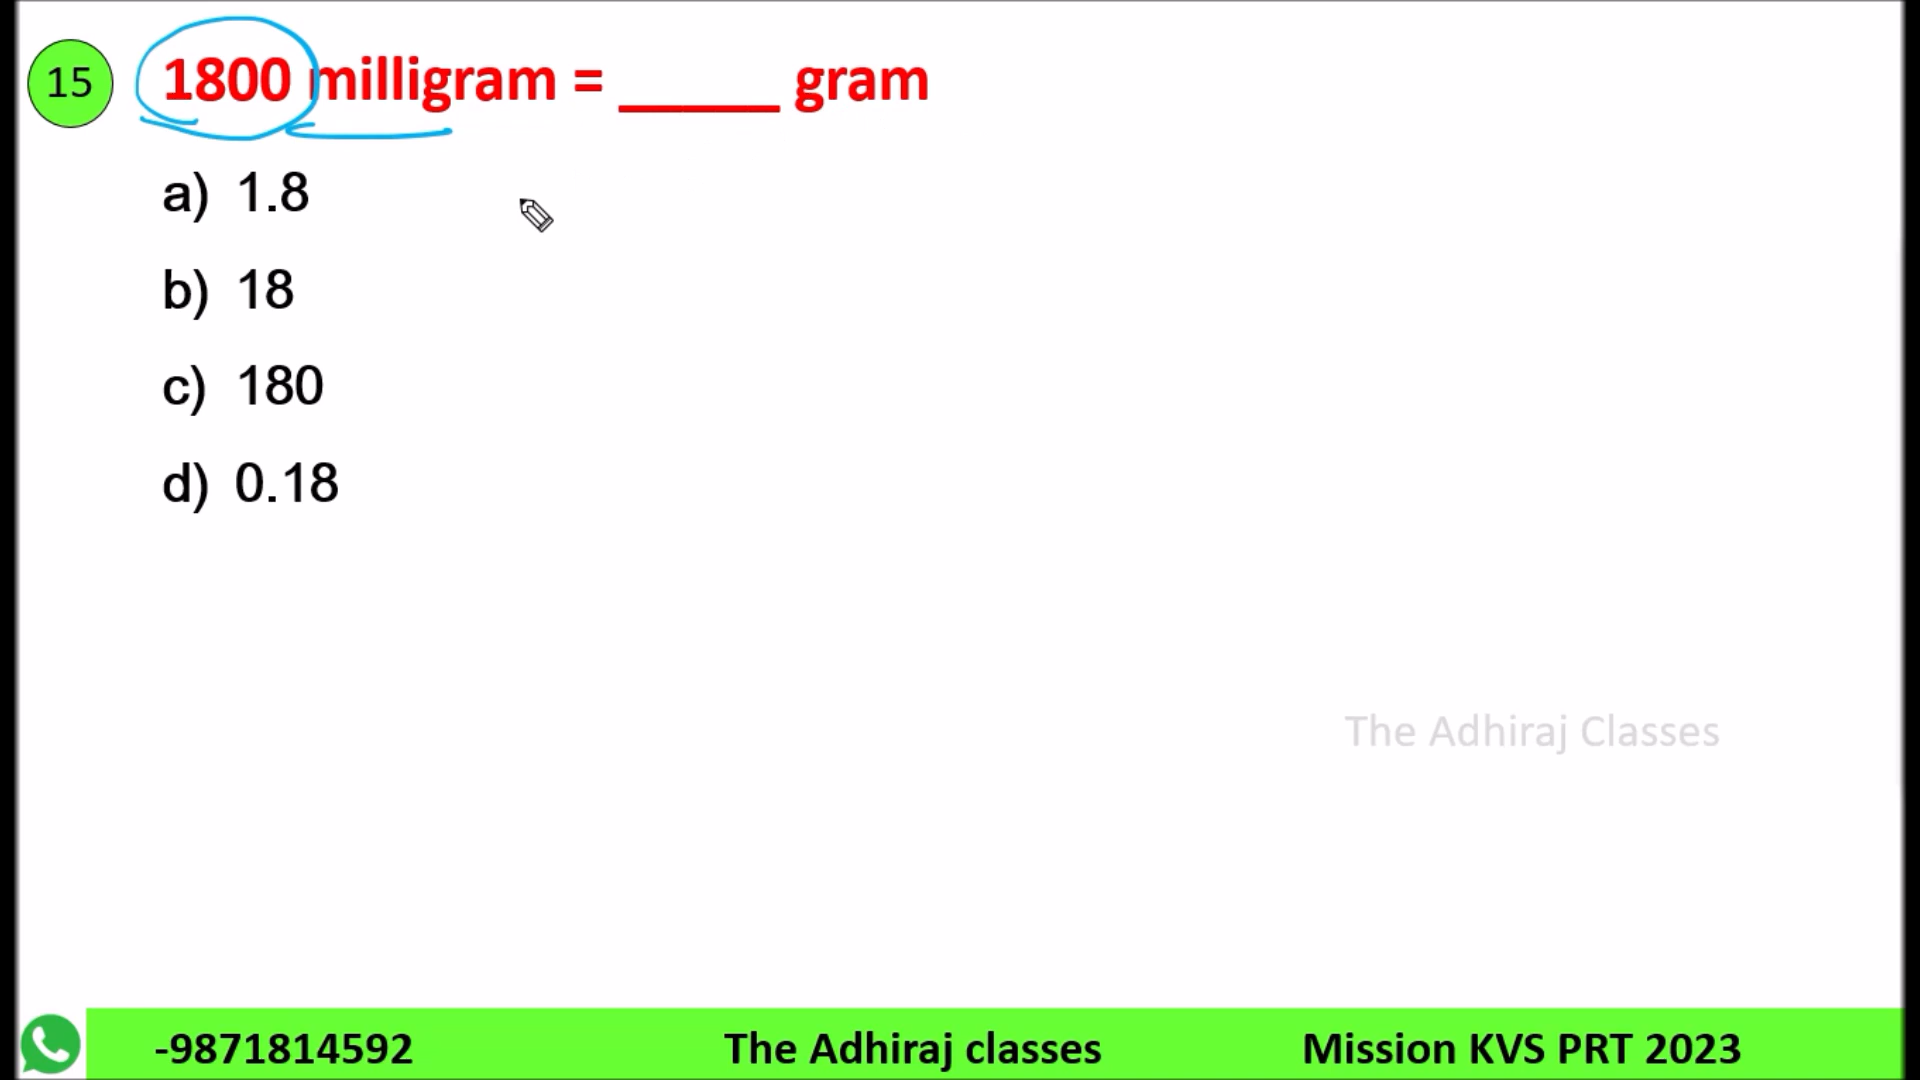 15 1800 milligram = _____ gram
a) 1.8
b) 18
c) 180
d) 0.18
The Adhiraj Classes
-9871814592 The Adhiraj classes Mission KVS PRT 2023